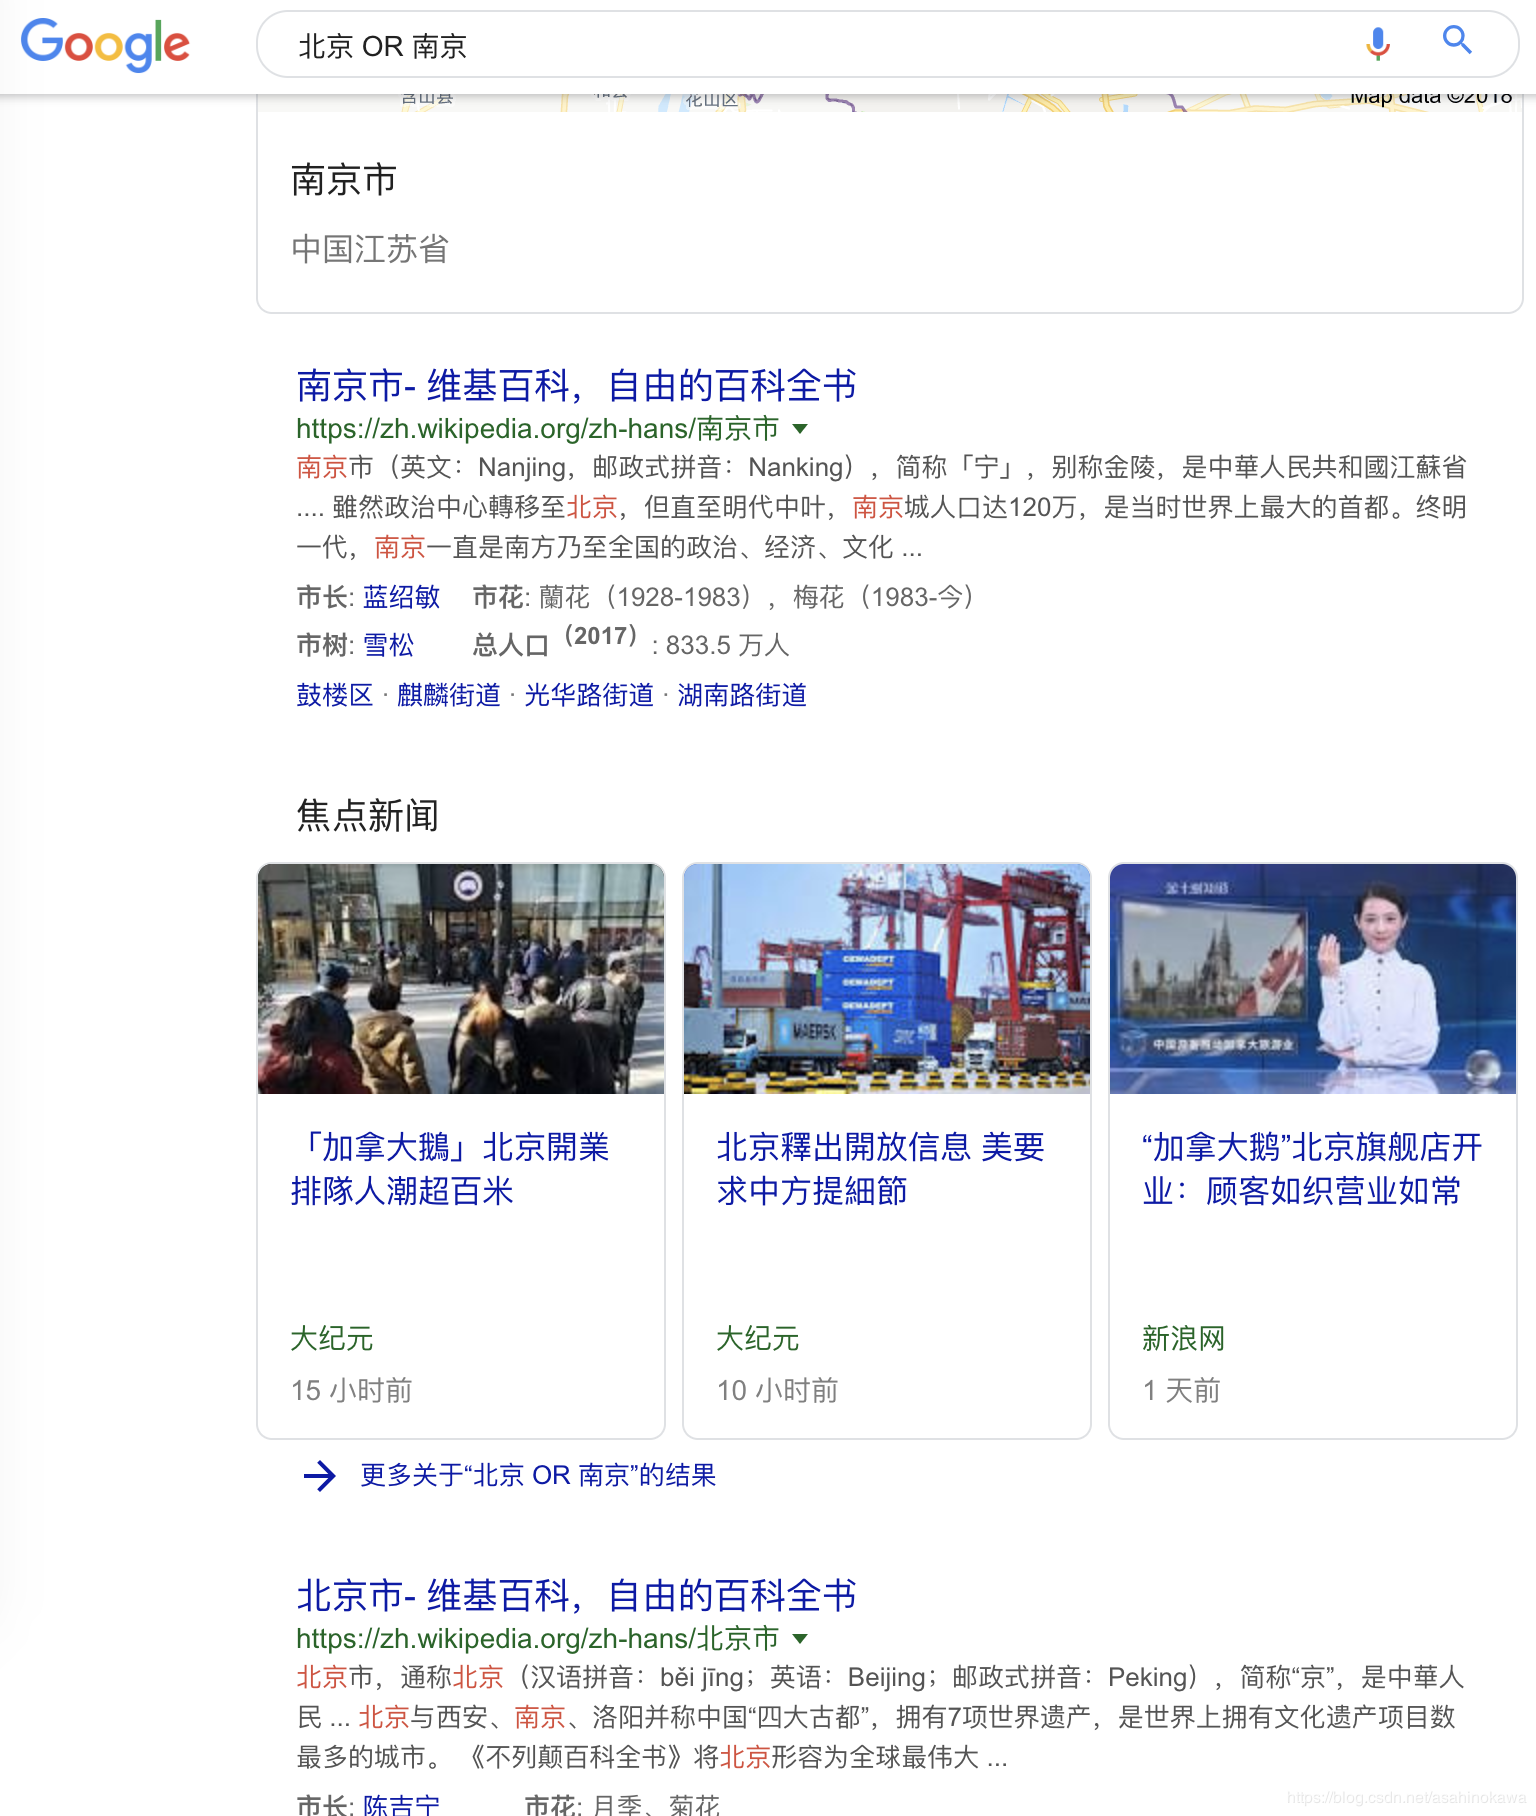 Google
北京 OR 南京
花山区
Map data ©2018
南京市
中国江苏省
南京市- 维基百科，自由的百科全书
https://zh.wikipedia.org/zh-hans/南京市
南京市（英文：Nanjing，邮政式拼音：Nanking），简称「宁」，别称金陵，是中華人民共和國江蘇省
.... 雖然政治中心轉移至北京，但直至明代中叶，南京城人口达120万，是当时世界上最大的首都。终明
一代，南京一直是南方乃至全国的政治、经济、文化 ...
市长: 蓝绍敏 市花: 蘭花（1928-1983），梅花（1983-今）
市树: 雪松 总人口（2017）: 833.5 万人
鼓楼区 · 麒麟街道 · 光华路街道 · 湖南路街道
焦点新闻
金十国际
DEMADEPT
DEMADEPT
DEMADEPT
MAERSK
中国游客推动加拿大旅游业
「加拿大鵝」北京開業
排隊人潮超百米
大纪元
15 小时前
北京釋出開放信息 美要
求中方提細節
大纪元
10 小时前
“加拿大鹅”北京旗舰店开
业：顾客如织营业如常
新浪网
1 天前
更多关于“北京 OR 南京”的结果
北京市- 维基百科，自由的百科全书
https://zh.wikipedia.org/zh-hans/北京市
北京市，通称北京（汉语拼音：běi jīng；英语：Beijing；邮政式拼音：Peking），简称“京”，是中華人
民 ... 北京与西安、南京、洛阳并称中国“四大古都”，拥有7项世界遗产，是世界上拥有文化遗产项目数
最多的城市。 《不列颠百科全书》将北京形容为全球最伟大 ...
市长: 陈吉宁 市花: 月季、菊花
https://blog.csdn.net/asahinokawa